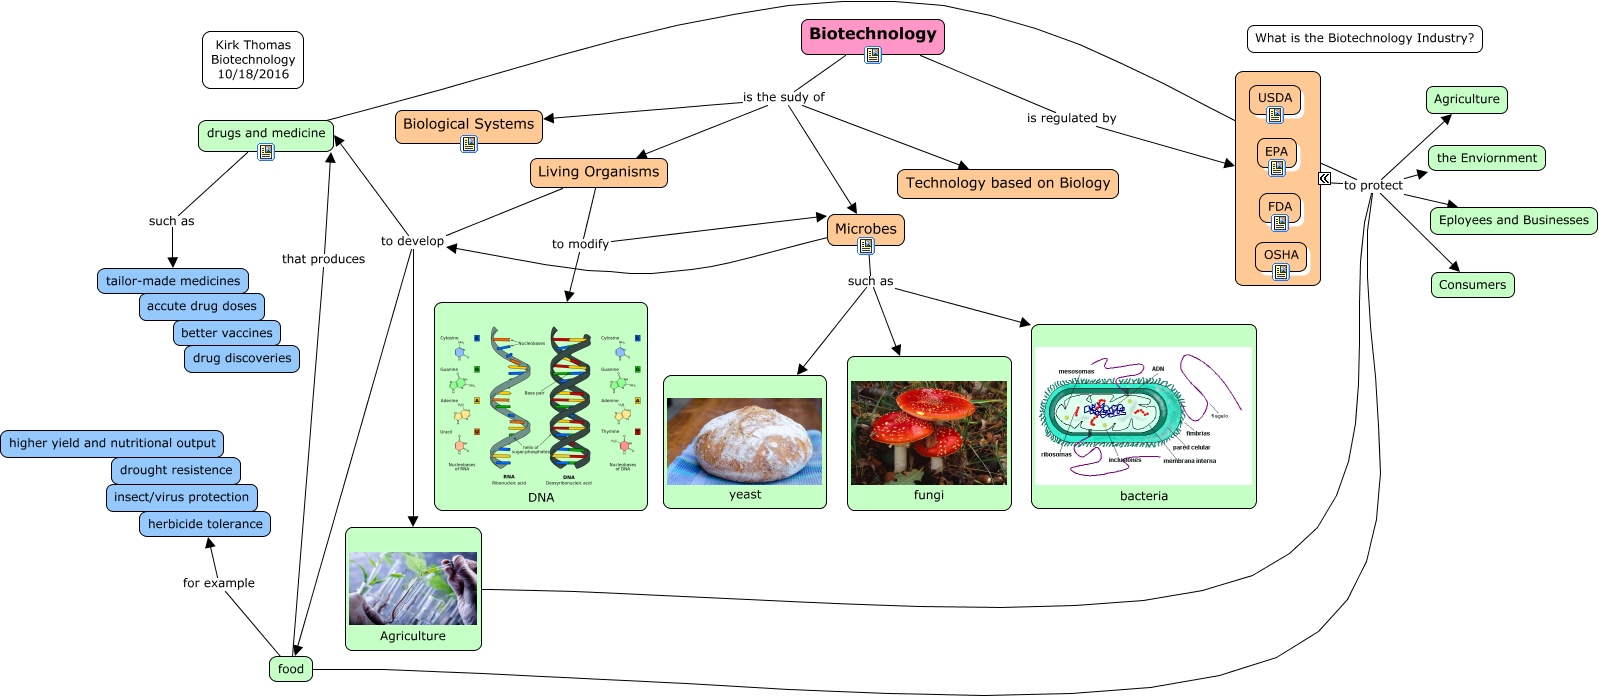 Biotechnology
Kirk Thomas
Biotechnology
10/18/2016
What is the Biotechnology Industry?
is the sudy of
is regulated by
Biological Systems
Living Organisms
Technology based on Biology
Microbes
USDA
EPA
FDA
OSHA
to protect
Agriculture
the Enviornment
Eployees and Businesses
Consumers
drugs and medicine
such as
tailor-made medicines
accute drug doses
better vaccines
drug discoveries
that produces
to develop
to modify
such as
Cytosine
Guanine
Adenine
Uracil
Nucleobases
of RNA
Nucleobases
Base pair
helix of
sugar-phosphates
RNA
Ribonucleic acid
DNA
Deoxyribonucleic acid
Cytosine
Guanine
Adenine
Thymine
Nucleobases
of DNA
DNA
yeast
fungi
mesosomas
ADN
flagelo
fimbrias
pared celular
membrana interna
inclusiones
ribosomas
bacteria
higher yield and nutritional output
drought resistence
insect/virus protection
herbicide tolerance
for example
food
Agriculture